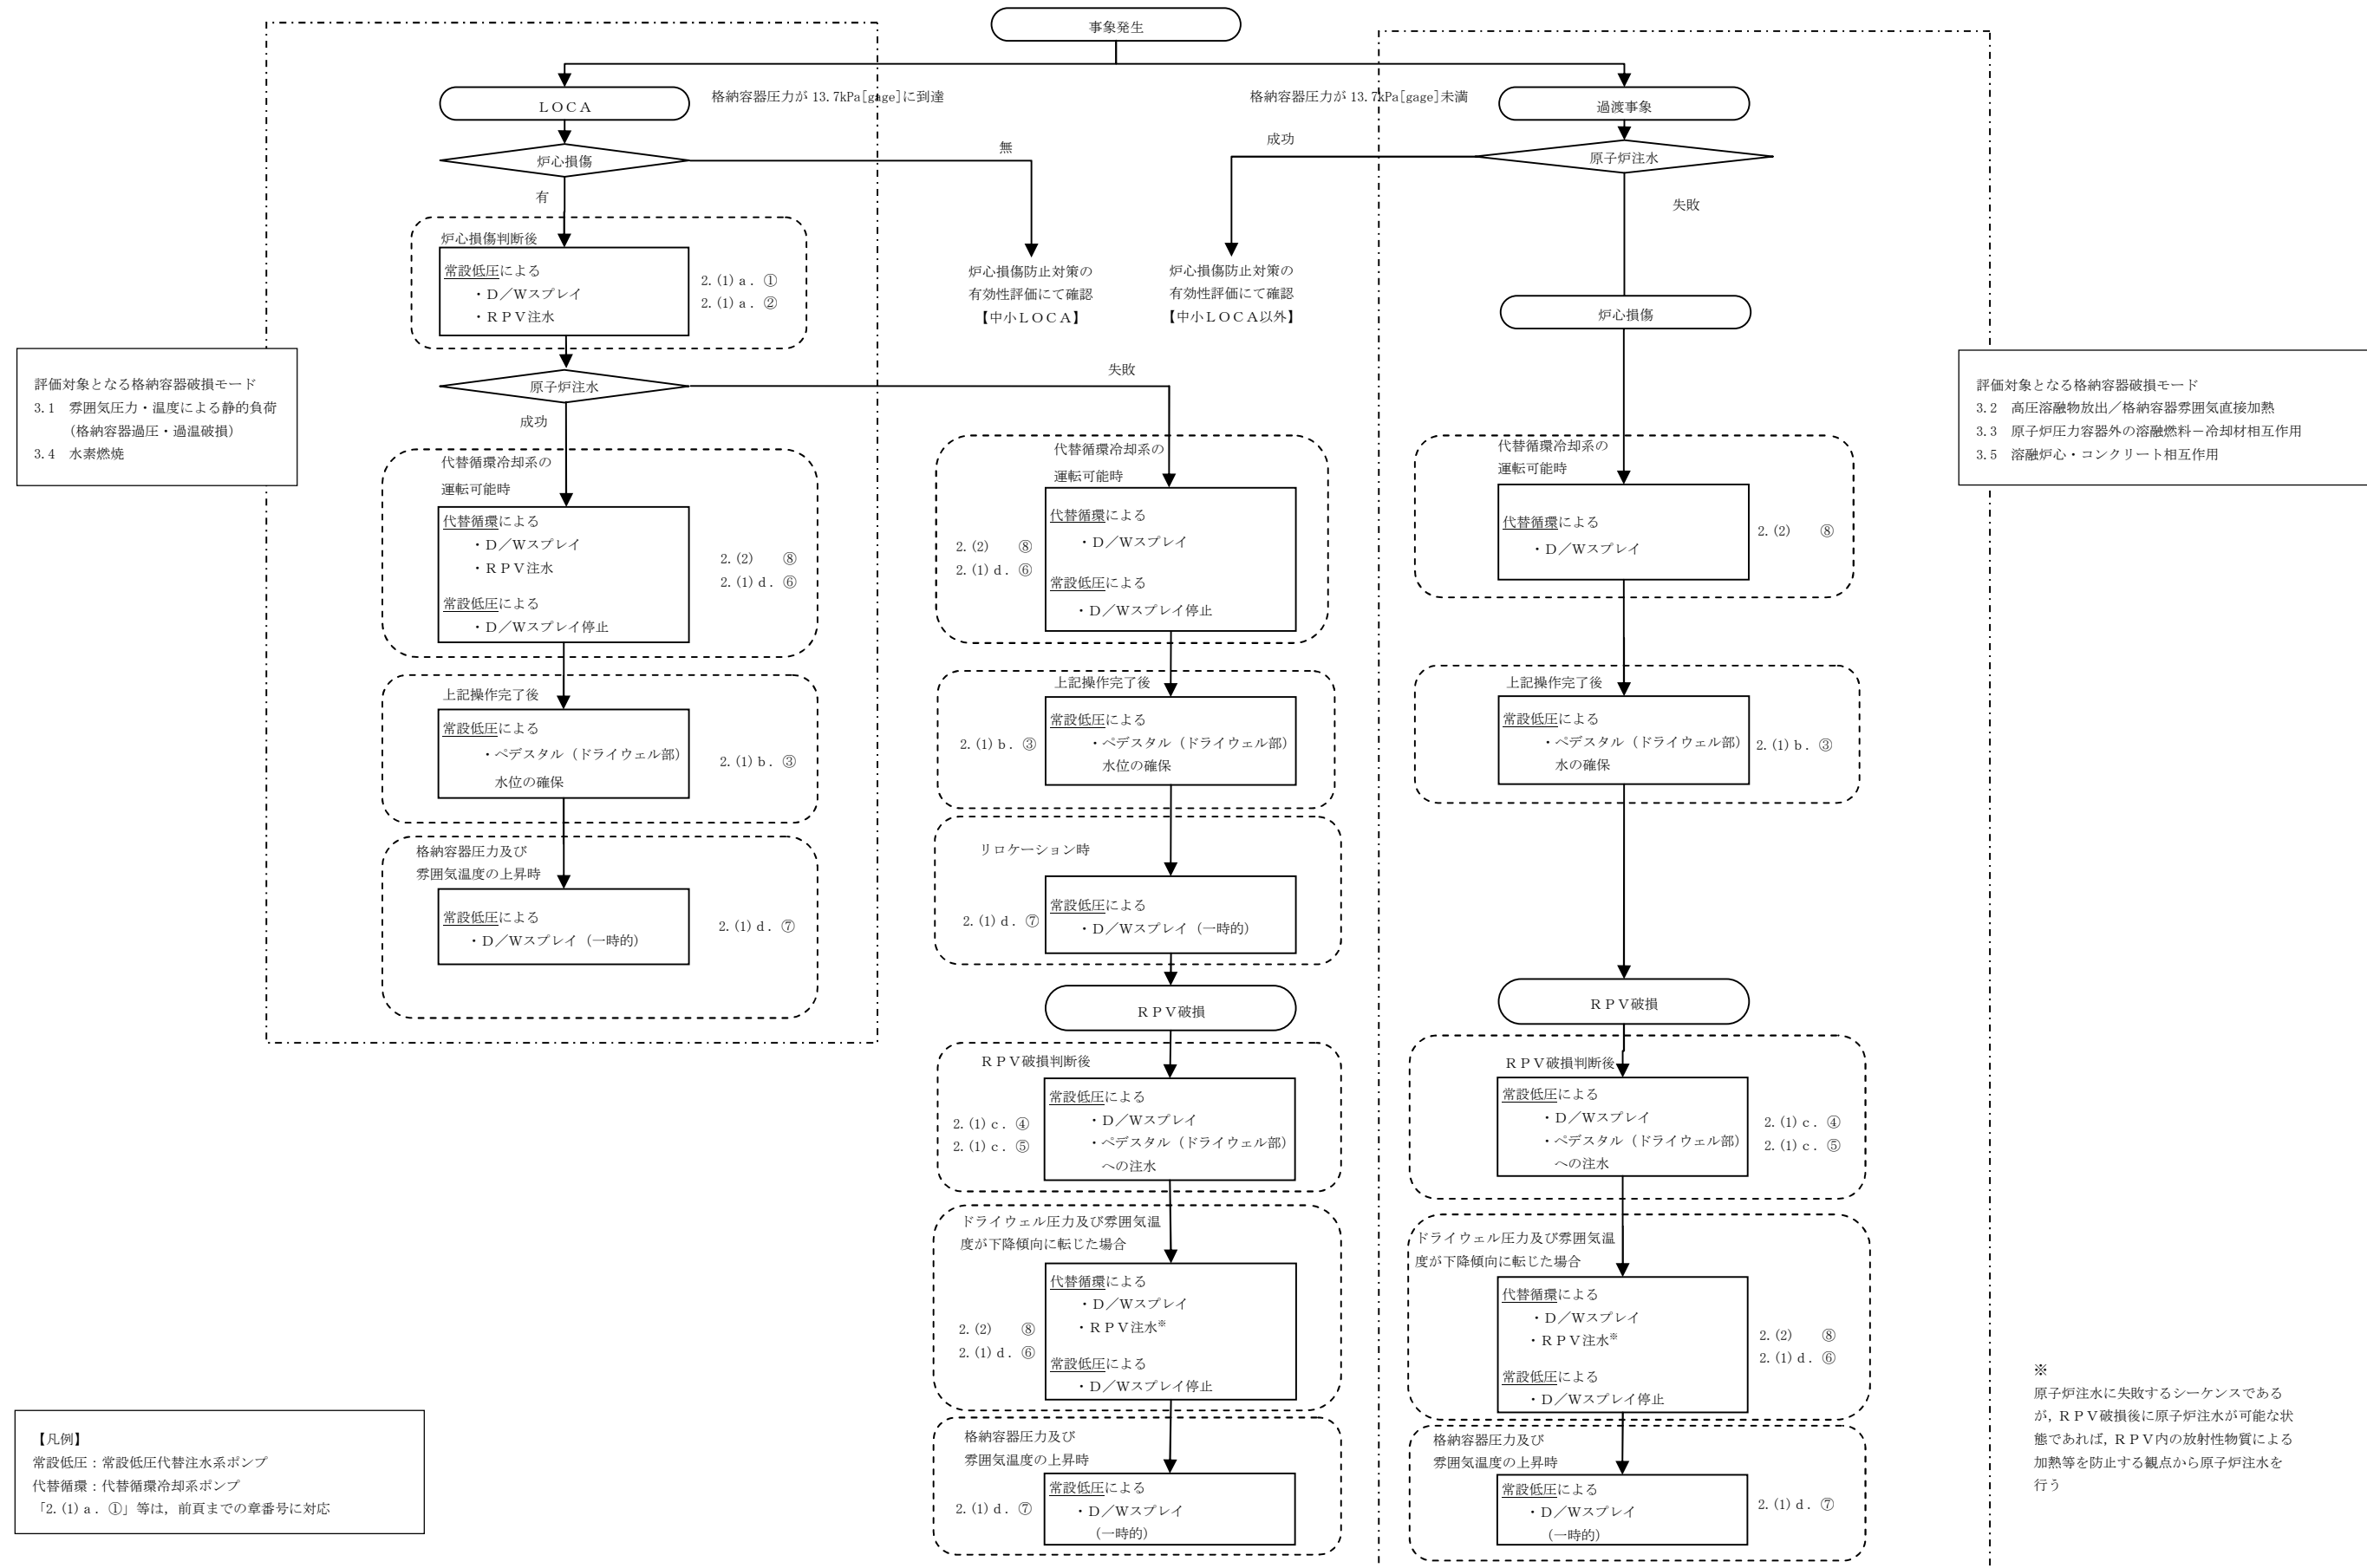 事象発生
LOCA
格納容器圧力が 13.7kPa[gage]に到達
格納容器圧力が 13.7kPa[gage]未満
過渡事象
炉心損傷
無
有
成功
原子炉注水
失敗
炉心損傷判断後
常設低圧による
・D／Wスプレイ
・RPV注水
2.(1)a．①
2.(1)a．②
炉心損傷防止対策の
有効性評価にて確認
【中小LOCA】
炉心損傷防止対策の
有効性評価にて確認
【中小LOCA以外】
炉心損傷
評価対象となる格納容器破損モード
3.1　雰囲気圧力・温度による静的負荷
（格納容器過圧・過温破損）
3.4　水素燃焼
原子炉注水
失敗
成功
評価対象となる格納容器破損モード
3.2　高圧溶融物放出／格納容器雰囲気直接加熱
3.3　原子炉圧力容器外の溶融燃料－冷却材相互作用
3.5　溶融炉心・コンクリート相互作用
代替循環冷却系の
運転可能時
代替循環による
・D／Wスプレイ
・RPV注水
常設低圧による
・D／Wスプレイ停止
2.(2)　　⑧
2.(1)d．⑥
上記操作完了後
常設低圧による
・ペデスタル（ドライウェル部）
水位の確保
2.(1)b．③
格納容器圧力及び
雰囲気温度の上昇時
常設低圧による
・D／Wスプレイ（一時的）
2.(1)d．⑦
代替循環冷却系の
運転可能時
代替循環による
・D／Wスプレイ
常設低圧による
・D／Wスプレイ停止
2.(2)　　⑧
2.(1)d．⑥
上記操作完了後
常設低圧による
・ペデスタル（ドライウェル部）
水位の確保
2.(1)b．③
リロケーション時
常設低圧による
・D／Wスプレイ（一時的）
2.(1)d．⑦
RPV破損
RPV破損判断後
常設低圧による
・D／Wスプレイ
・ペデスタル（ドライウェル部）
への注水
2.(1)c．④
2.(1)c．⑤
ドライウェル圧力及び雰囲気温
度が下降傾向に転じた場合
代替循環による
・D／Wスプレイ
・RPV注水※
常設低圧による
・D／Wスプレイ停止
2.(2)　　⑧
2.(1)d．⑥
格納容器圧力及び
雰囲気温度の上昇時
常設低圧による
・D／Wスプレイ
（一時的）
2.(1)d．⑦
代替循環冷却系の
運転可能時
代替循環による
・D／Wスプレイ
2.(2)　　⑧
上記操作完了後
常設低圧による
・ペデスタル（ドライウェル部）
水の確保
2.(1)b．③
RPV破損
RPV破損判断後
常設低圧による
・D／Wスプレイ
・ペデスタル（ドライウェル部）
への注水
2.(1)c．④
2.(1)c．⑤
ドライウェル圧力及び雰囲気温
度が下降傾向に転じた場合
代替循環による
・D／Wスプレイ
・RPV注水※
常設低圧による
・D／Wスプレイ停止
2.(2)　　⑧
2.(1)d．⑥
格納容器圧力及び
雰囲気温度の上昇時
常設低圧による
・D／Wスプレイ
（一時的）
2.(1)d．⑦
【凡例】
常設低圧：常設低圧代替注水系ポンプ
代替循環：代替循環冷却系ポンプ
「2.(1)a．①」等は，前頁までの章番号に対応
※
原子炉注水に失敗するシーケンスである
が，RPV破損後に原子炉注水が可能な状
態であれば，RPV内の放射性物質による
加熱等を防止する観点から原子炉注水を
行う